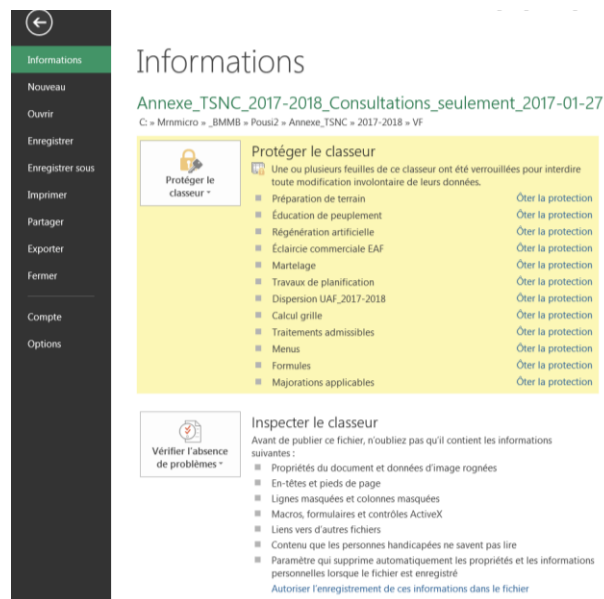 Informations
Nouveau
Ouvrir
Enregistrer
Enregistrer sous
Imprimer
Partager
Exporter
Fermer
Compte
Options
Informations
Annexe_TSNC_2017-2018_Consultations_seulement_2017-01-27
C: » Mrnmicro » _BMMB » Pousi2 » Annexe_TSNC » 2017-2018 » VF
Protéger le
classeur
Protéger le classeur
Une ou plusieurs feuilles de ce classeur ont été verrouillées pour interdire
toute modification involontaire de leurs données.
Préparation de terrain Ôter la protection
Éducation de peuplement Ôter la protection
Régénération artificielle Ôter la protection
Éclaircie commerciale EAF Ôter la protection
Martelage Ôter la protection
Travaux de planification Ôter la protection
Dispersion UAF_2017-2018 Ôter la protection
Calcul grille Ôter la protection
Traitements admissibles Ôter la protection
Menus Ôter la protection
Formules Ôter la protection
Majorations applicables Ôter la protection
Vérifier l'absence
de problèmes
Inspecter le classeur
Avant de publier ce fichier, n'oubliez pas qu'il contient les informations
suivantes :
Propriétés du document et données d'image rognées
En-têtes et pieds de page
Lignes masquées et colonnes masquées
Macros, formulaires et contrôles ActiveX
Liens vers d'autres fichiers
Contenu que les personnes handicapées ne savent pas lire
Paramètre qui supprime automatiquement les propriétés et les informations
personnelles lorsque le fichier est enregistré
Autoriser l'enregistrement de ces informations dans le fichier